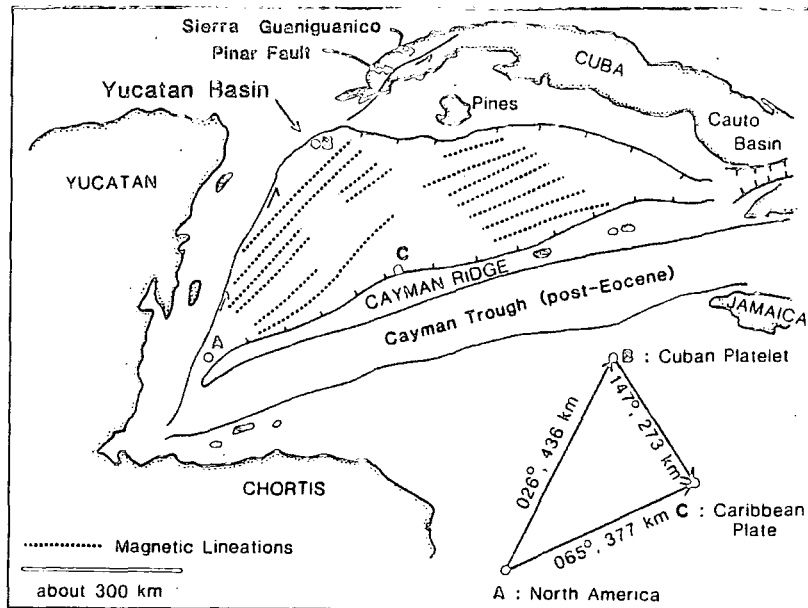 Sierra Guaniguanico
Pinar Fault
Yucatan Basin
CUBA
Pines
Cauto
Basin
YUCATAN
B
C
CAYMAN RIDGE
Cayman Trough (post-Eocene)
JAMAICA
A
B : Cuban Platelet
147°, 273 km
026°, 436 km
065°, 377 km
C : Caribbean
Plate
CHORTIS
Magnetic Lineations
about 300 km
A : North America